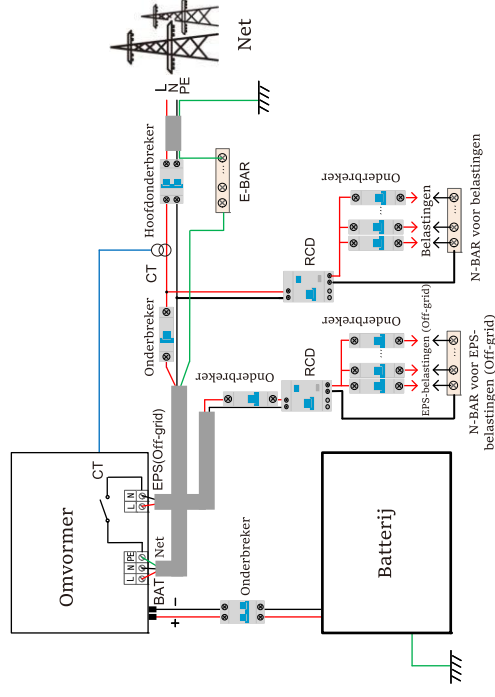 Net
L
N
PE
Hoofdonderbreker
E-BAR
CT
Onderbreker
Onderbreker
Belastingen
N-BAR voor belastingen
RCD
Onderbreker
RCD
Onderbreker
EPS-belastingen (Off-grid)
N-BAR voor EPS-
belastingen (Off-grid)
Omvormer
CT
L N
EPS(Off-grid)
L N PE
Net
BAT
+ −
Onderbreker
Batterij